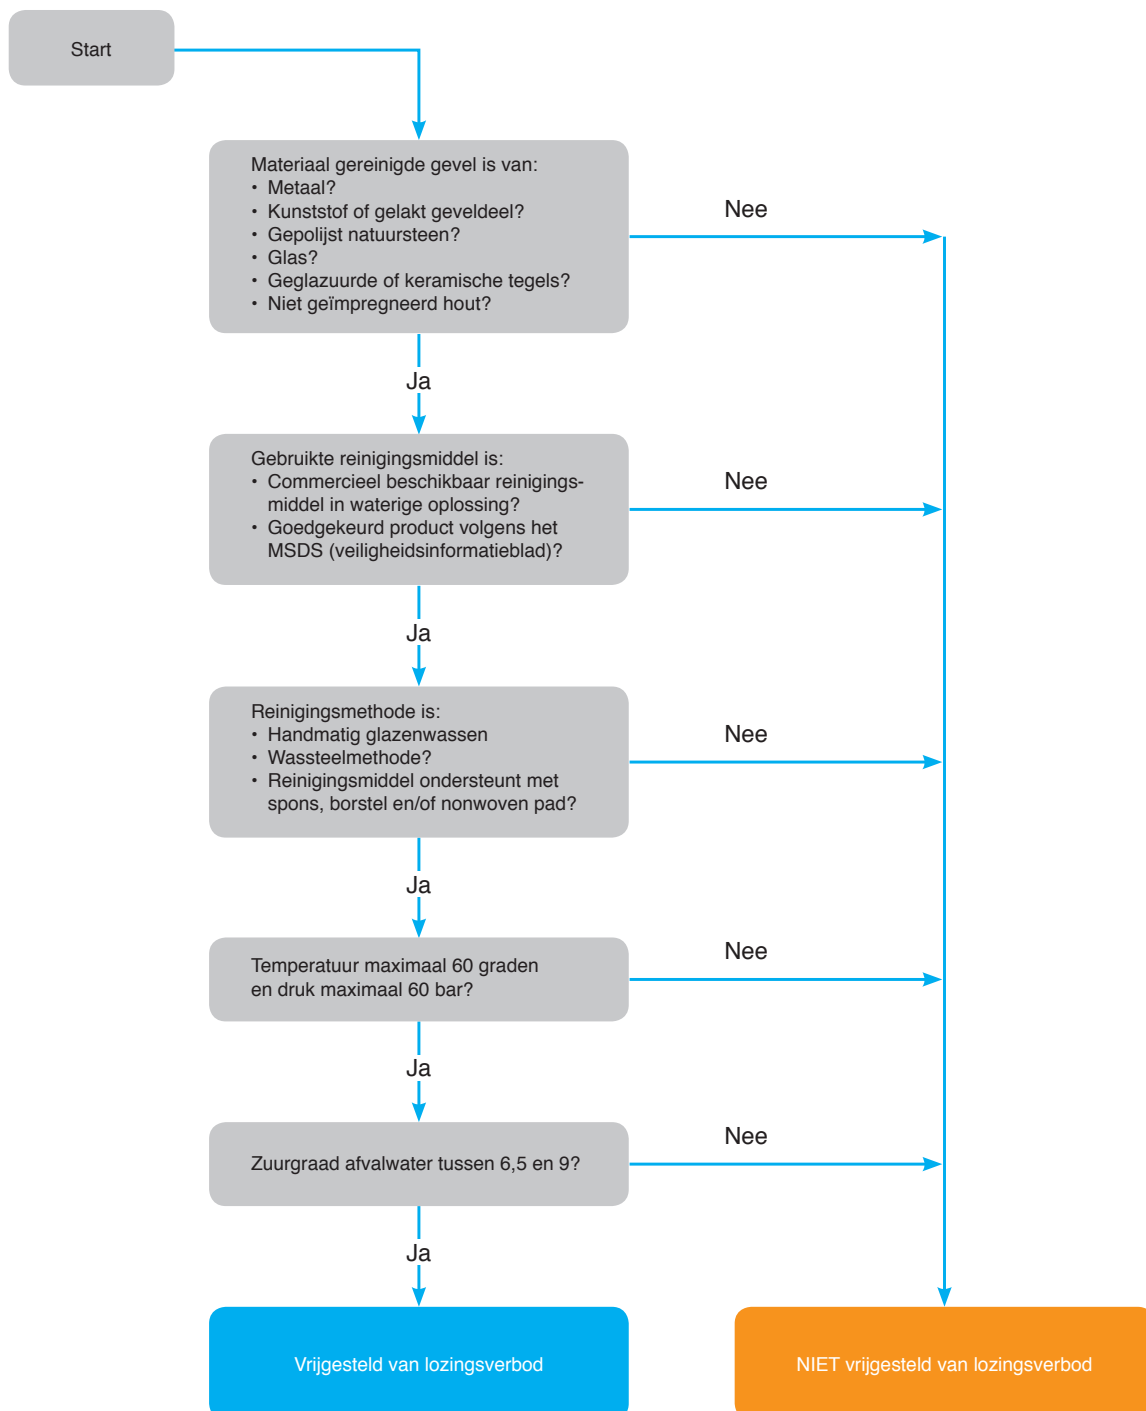 Start
Materiaal gereinigde gevel is van:
• Metaal?
• Kunststof of gelakt geveldeel?
• Gepolijst natuursteen?
• Glas?
• Geglazuurde of keramische tegels?
• Niet geïmpregneerd hout?
Nee
Ja
Gebruikte reinigingsmiddel is:
• Commercieel beschikbaar reinigings-
middel in waterige oplossing?
• Goedgekeurd product volgens het
MSDS (veiligheidsinformatieblad)?
Nee
Ja
Reinigingsmethode is:
• Handmatig glazenwassen
• Wassteelmethode?
• Reinigingsmiddel ondersteunt met
spons, borstel en/of nonwoven pad?
Nee
Ja
Temperatuur maximaal 60 graden
en druk maximaal 60 bar?
Nee
Ja
Zuurgraad afvalwater tussen 6,5 en 9?
Nee
Ja
Vrijgesteld van lozingsverbod
NIET vrijgesteld van lozingsverbod